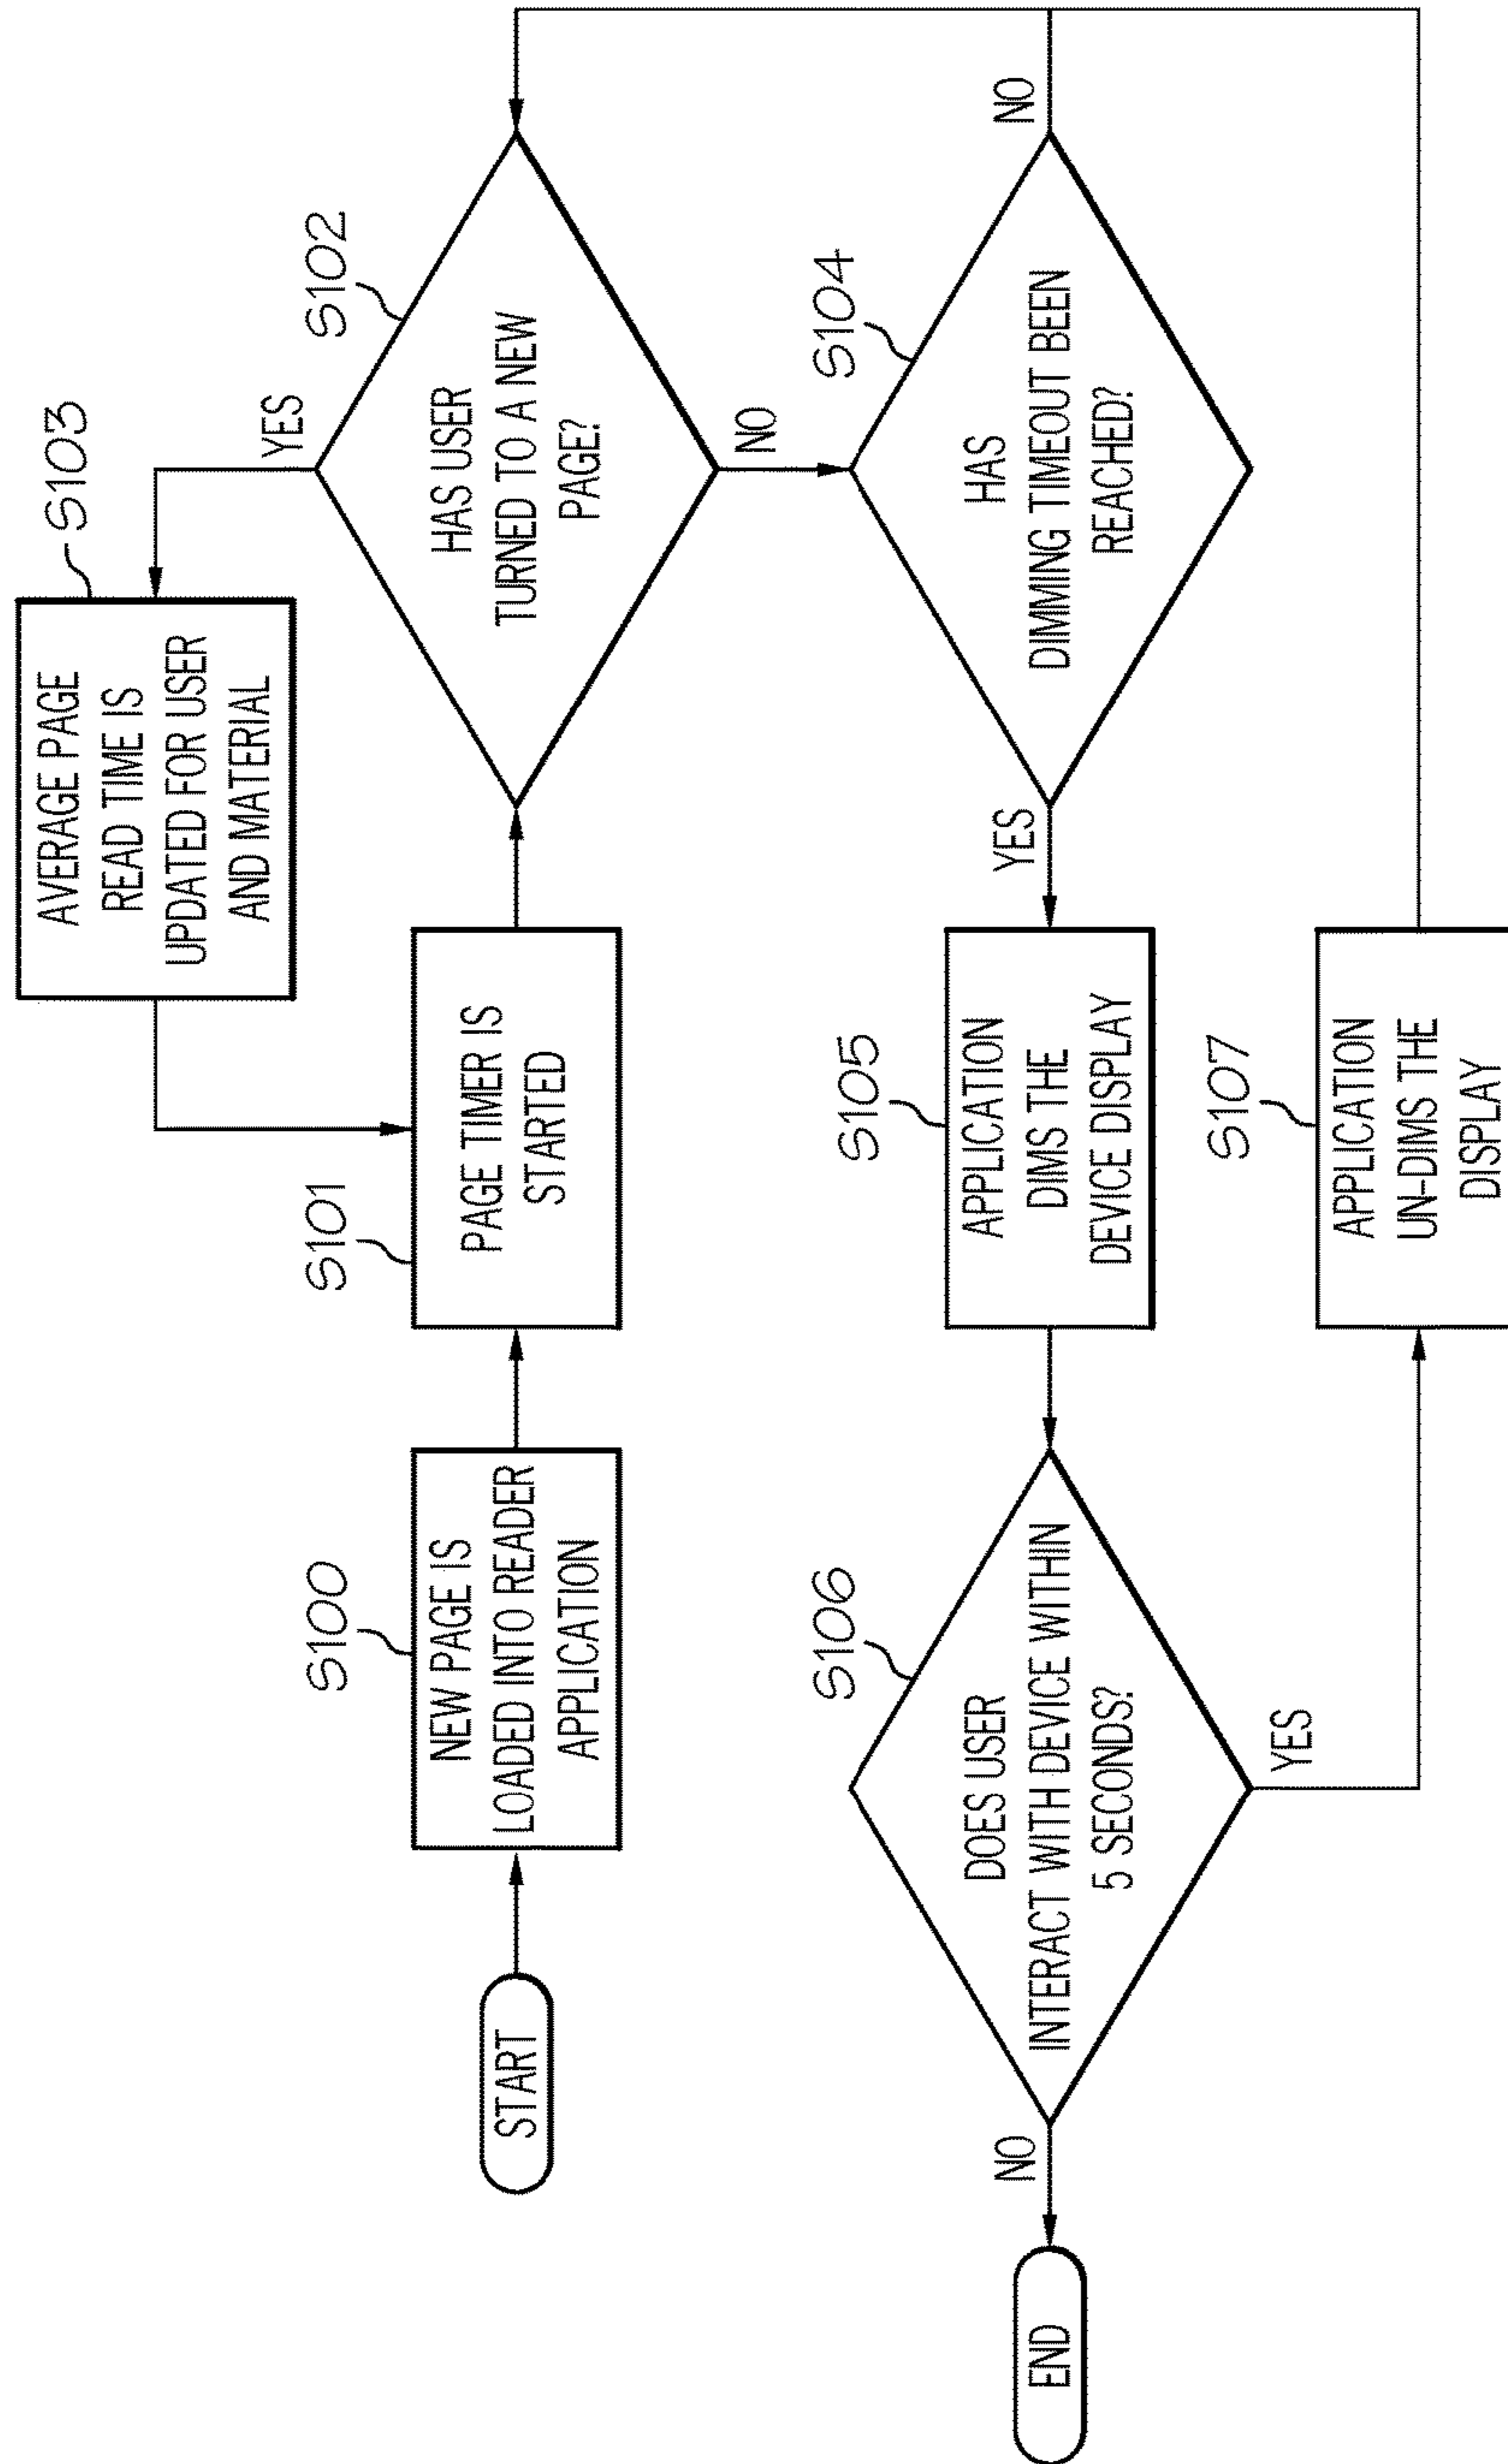 START
S100
NEW PAGE IS
LOADED INTO READER
APPLICATION
S101
PAGE TIMER IS
STARTED
S103
AVERAGE PAGE
READ TIME IS
UPDATED FOR USER
AND MATERIAL
S102
YES
HAS USER
TURNED TO A NEW
PAGE?
NO
S104
HAS
DIMMING TIMEOUT BEEN
REACHED?
NO
YES
S105
APPLICATION
DIMS THE
DEVICE DISPLAY
S106
DOES USER
INTERACT WITH DEVICE WITHIN
5 SECONDS?
NO
END
YES
S107
APPLICATION
UN-DIMS THE
DISPLAY